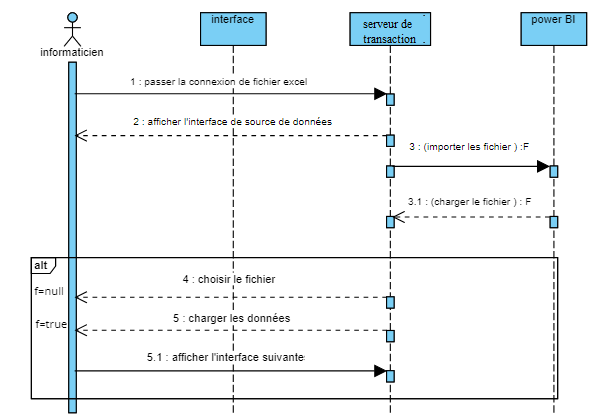 interface
serveur de
transaction
power BI
informaticien
1 : passer la connexion de fichier excel
2 : afficher l'interface de source de données
3 : (importer les fichier ) :F
3.1 : (charger le fichier ) : F
alt
4 : choisir le fichier
f=null
5 : charger les données
f=true
5.1 : afficher l'interface suivante